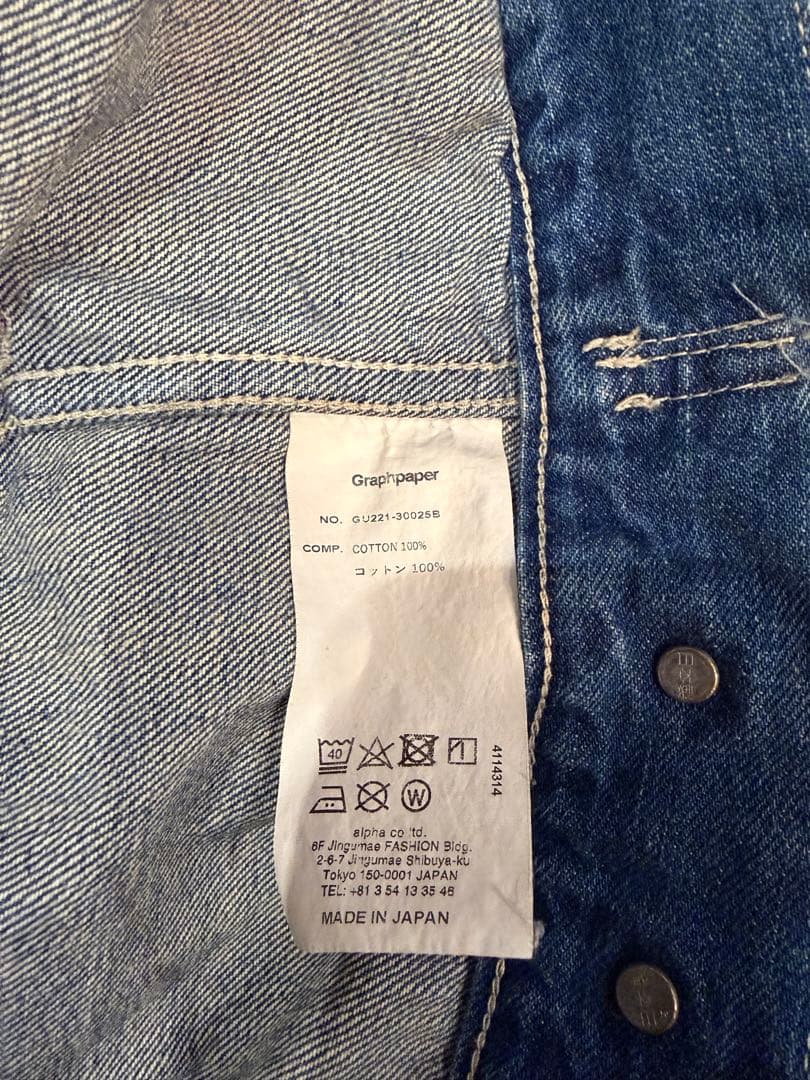 Graphpaper
NO. GU221-30025B
COMP. COTTON 100%
コットン 100%
40
W
4114314
alpha co ltd.
6F Jingumae FASHION Bldg.
2-6-7 Jingumae Shibuya-ku
Tokyo 150-0001 JAPAN
TEL: +81 3 54 13 35 46
MADE IN JAPAN